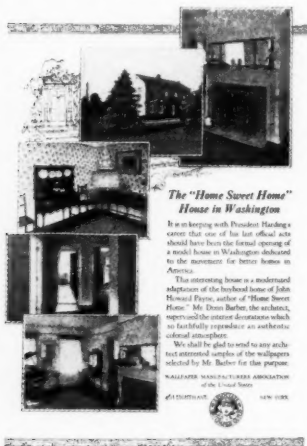 The "Home Sweet Home"
House in Washington
It is in keeping with President Harding's
career that one of his last official acts
should have been the formal opening of
a model house in Washington dedicated
to the movement for better homes in
America.
This interesting house is a modernized
adaptation of the boyhood home of John
Howard Payne, author of "Home Sweet
Home." Mr. Donn Barber, the architect,
supervised the interior decorations which
so faithfully reproduce an authentic
colonial atmosphere.
We shall be glad to send to any archi-
tect interested samples of the wallpapers
selected by Mr. Barber for this purpose.
WALLPAPER MANUFACTURERS ASSOCIATION
of the United States
EIGHTH AVE. NEW YORK